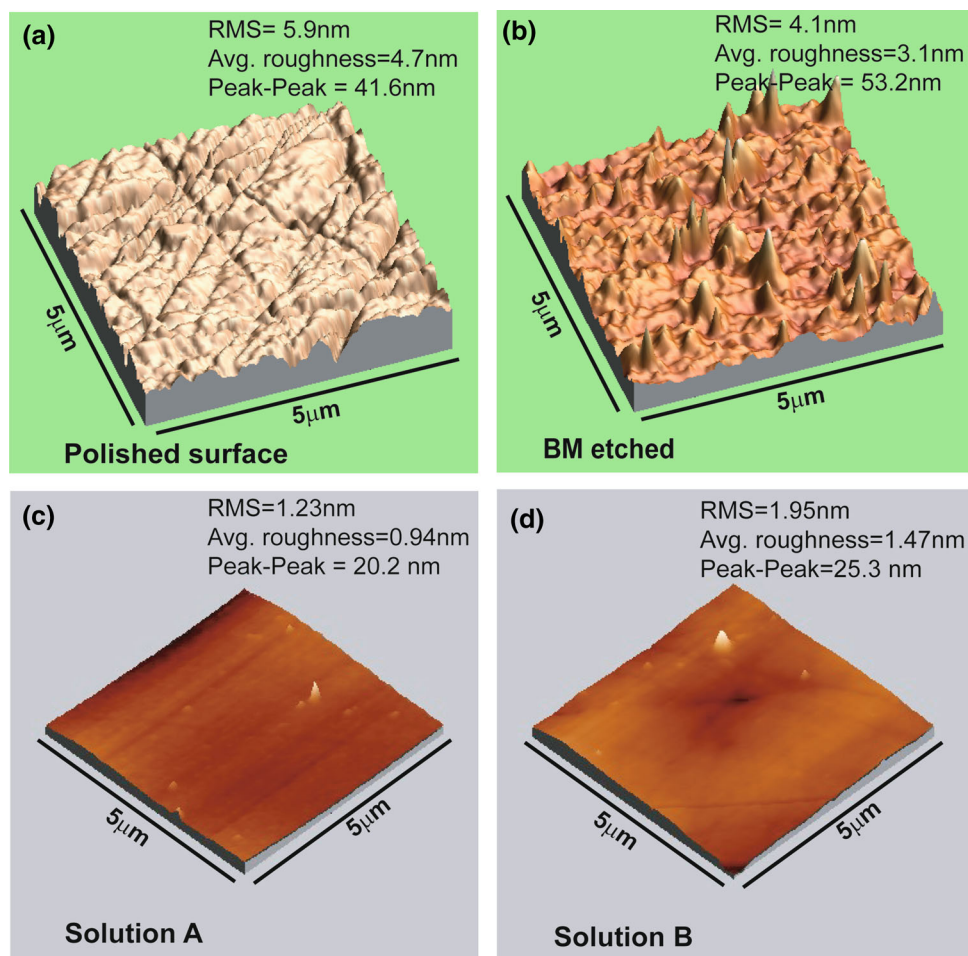 (a)
RMS= 5.9nm
Avg. roughness=4.7nm
Peak-Peak = 41.6nm
5μm
5μm
Polished surface
(b)
RMS= 4.1nm
Avg. roughness=3.1nm
Peak-Peak = 53.2nm
5μm
5μm
BM etched
(c)
RMS=1.23nm
Avg. roughness=0.94nm
Peak-Peak = 20.2 nm
5μm
5μm
Solution A
(d)
RMS=1.95nm
Avg. roughness=1.47nm
Peak-Peak=25.3 nm
5μm
5μm
Solution B